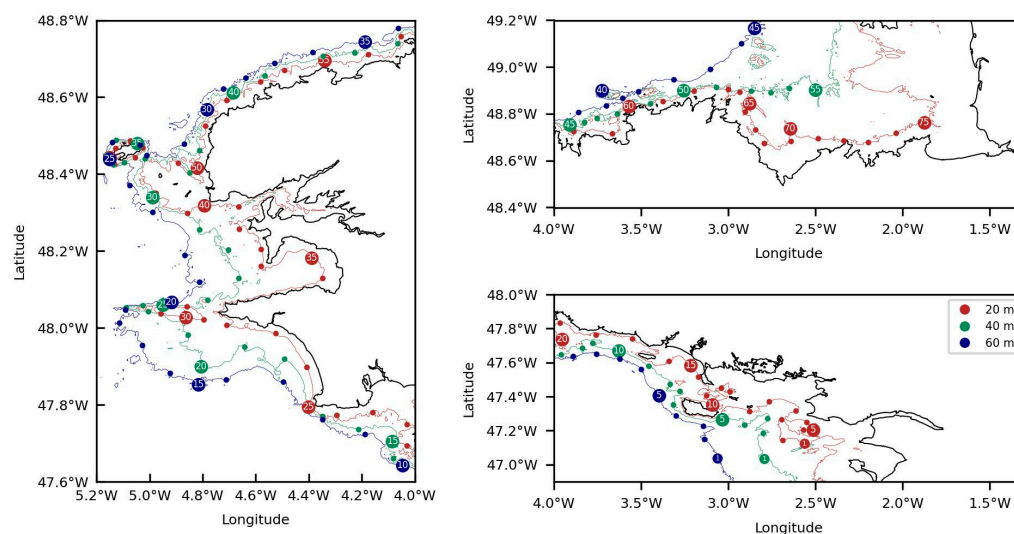 48.8°W
35
55
40
48.6°W
30
48.4°W
25
50
30
40
48.2°W
35
20
48.0°W
30
20
15
47.8°W
25
15
10
47.6°W
5.2°W 5.0°W 4.8°W 4.6°W 4.4°W 4.2°W 4.0°W
Longitude
Latitude
49.2°W
45
49.0°W
40 50 55
60 65
48.8°W
45 70 75
48.6°W
48.4°W
4.0°W 3.5°W 3.0°W 2.5°W 2.0°W
Longitude
Latitude
48.0°W
20 m
40 m
60 m
47.8°W
20
10
47.6°W
15
5
47.4°W
10
5
47.2°W
5
1
47.0°W
1 1
4.0°W 3.5°W 3.0°W 2.5°W 2.0°W
Longitude
Latitude